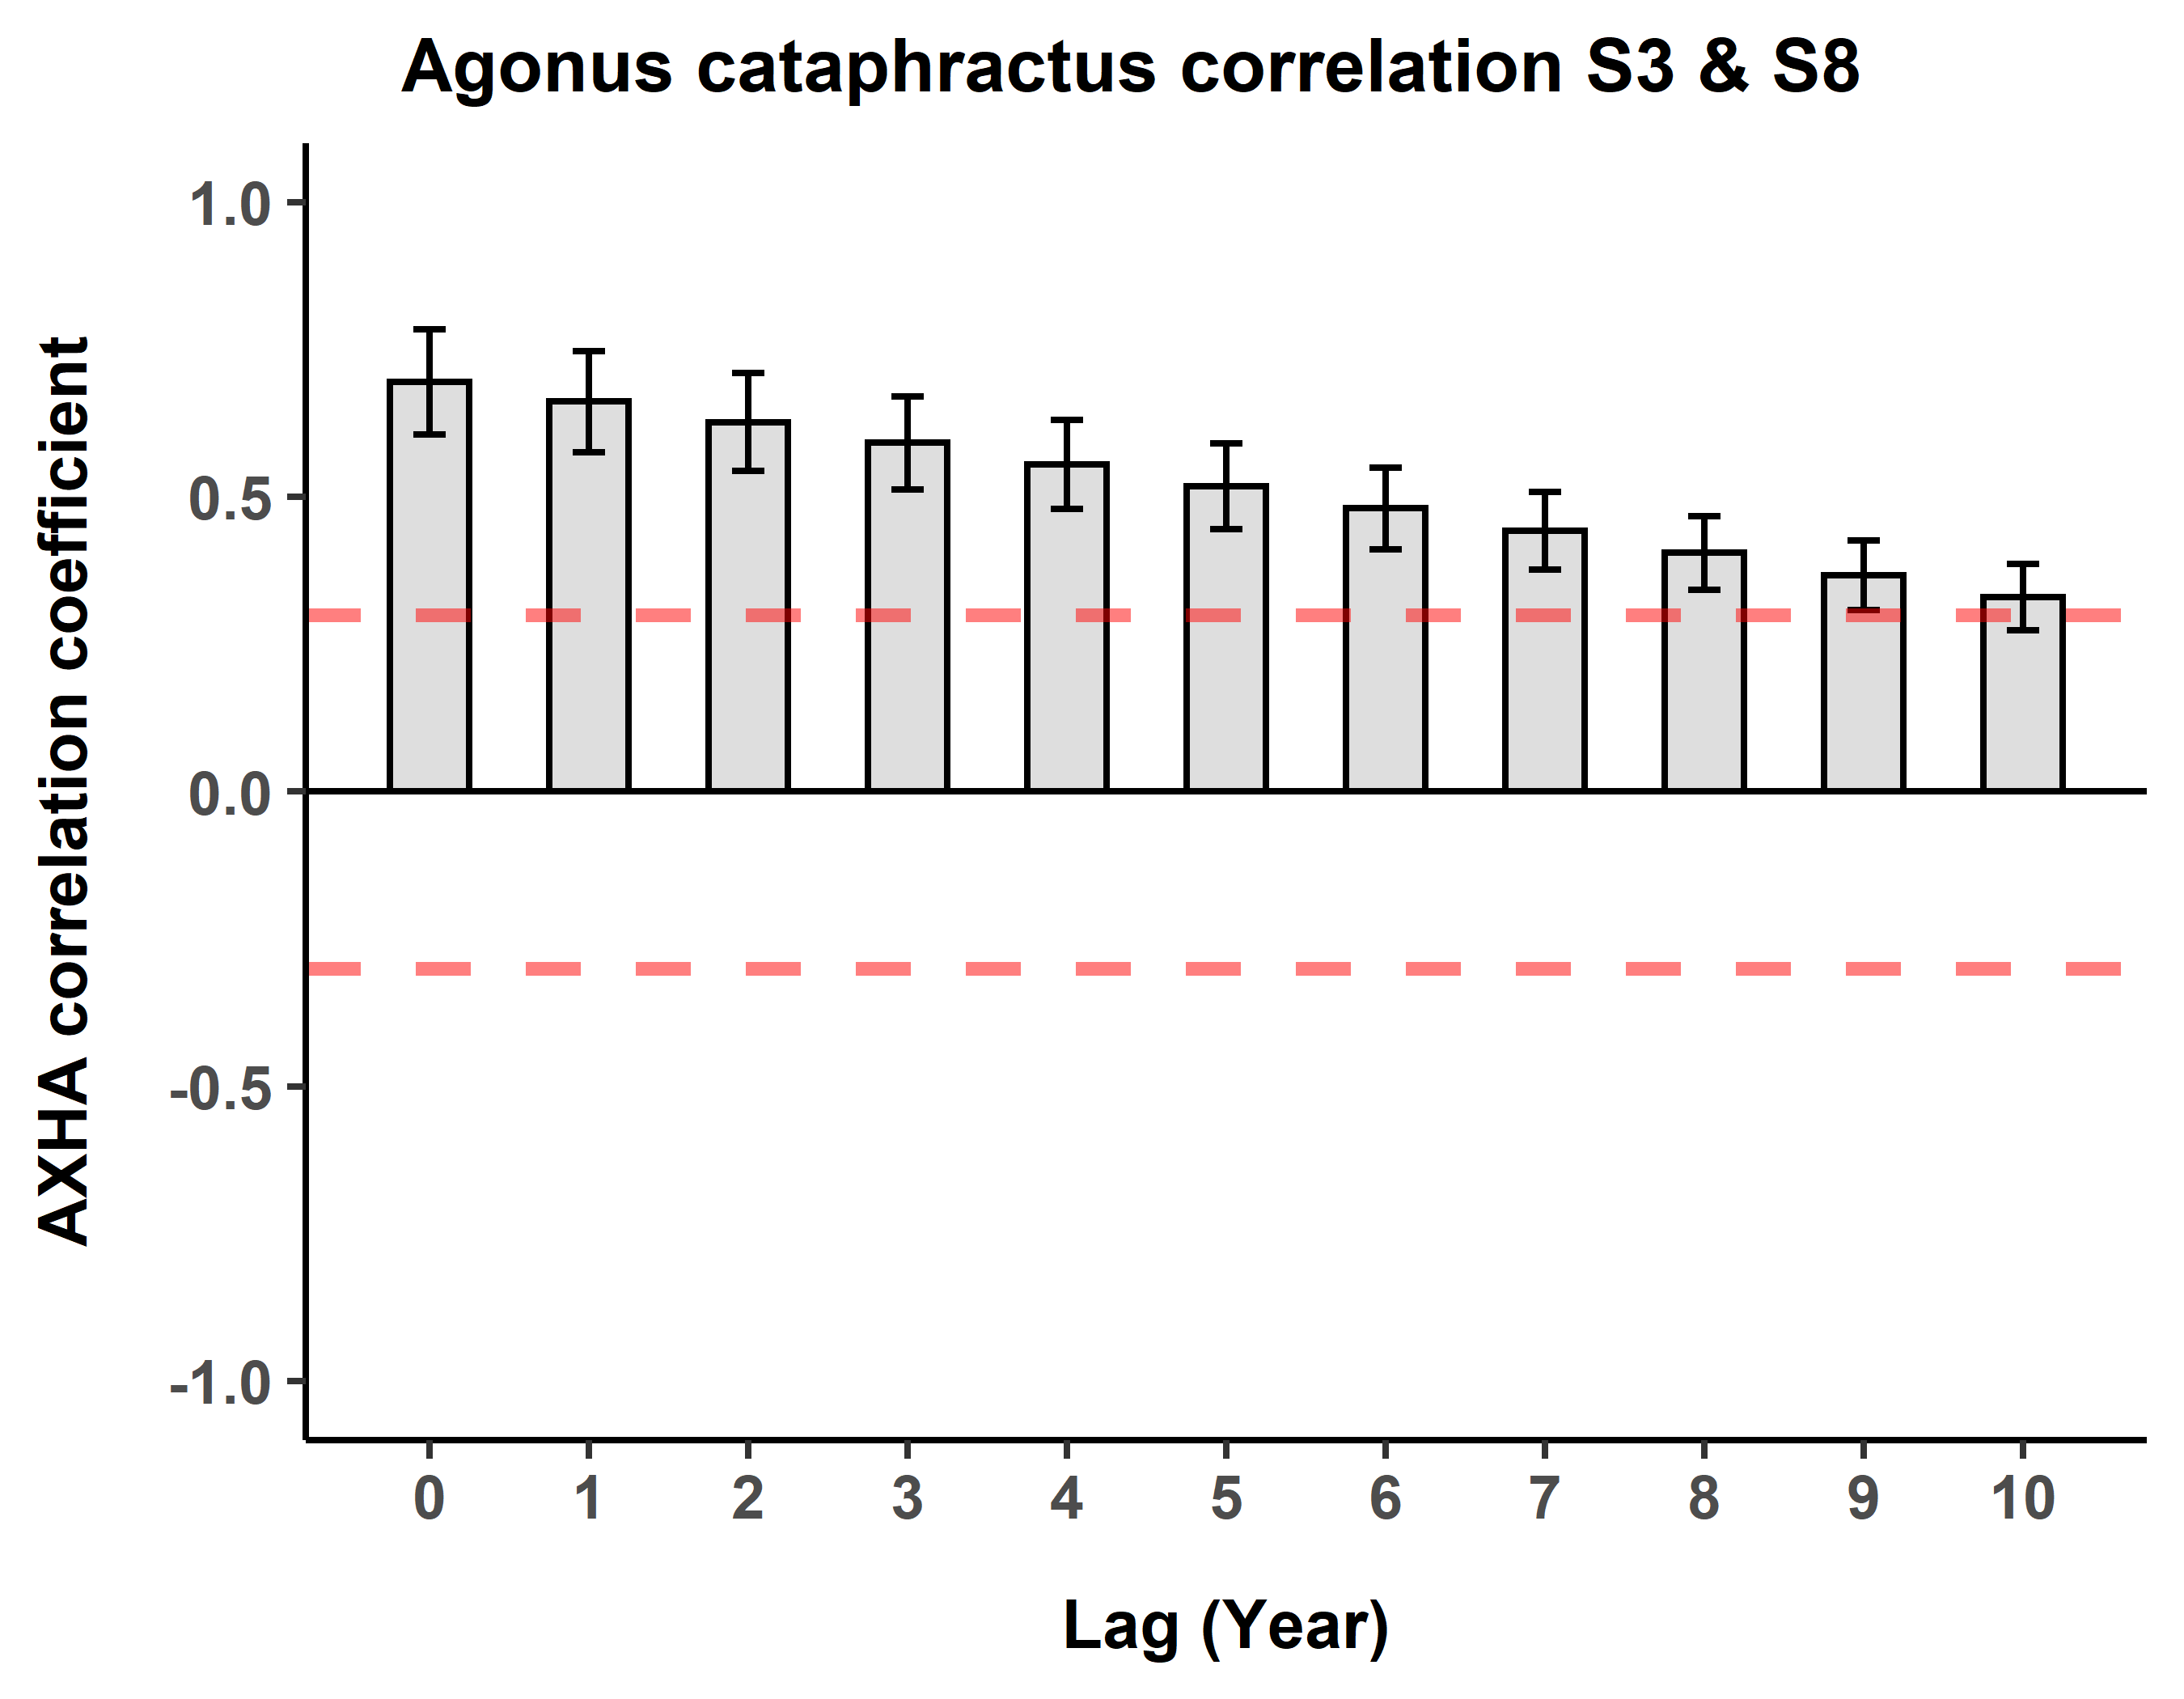 Agonus cataphractus correlation S3 & S8
AXHA correlation coefficient
1.0
0.5
0.0
-0.5
-1.0
0 1 2 3 4 5 6 7 8 9 10
Lag (Year)